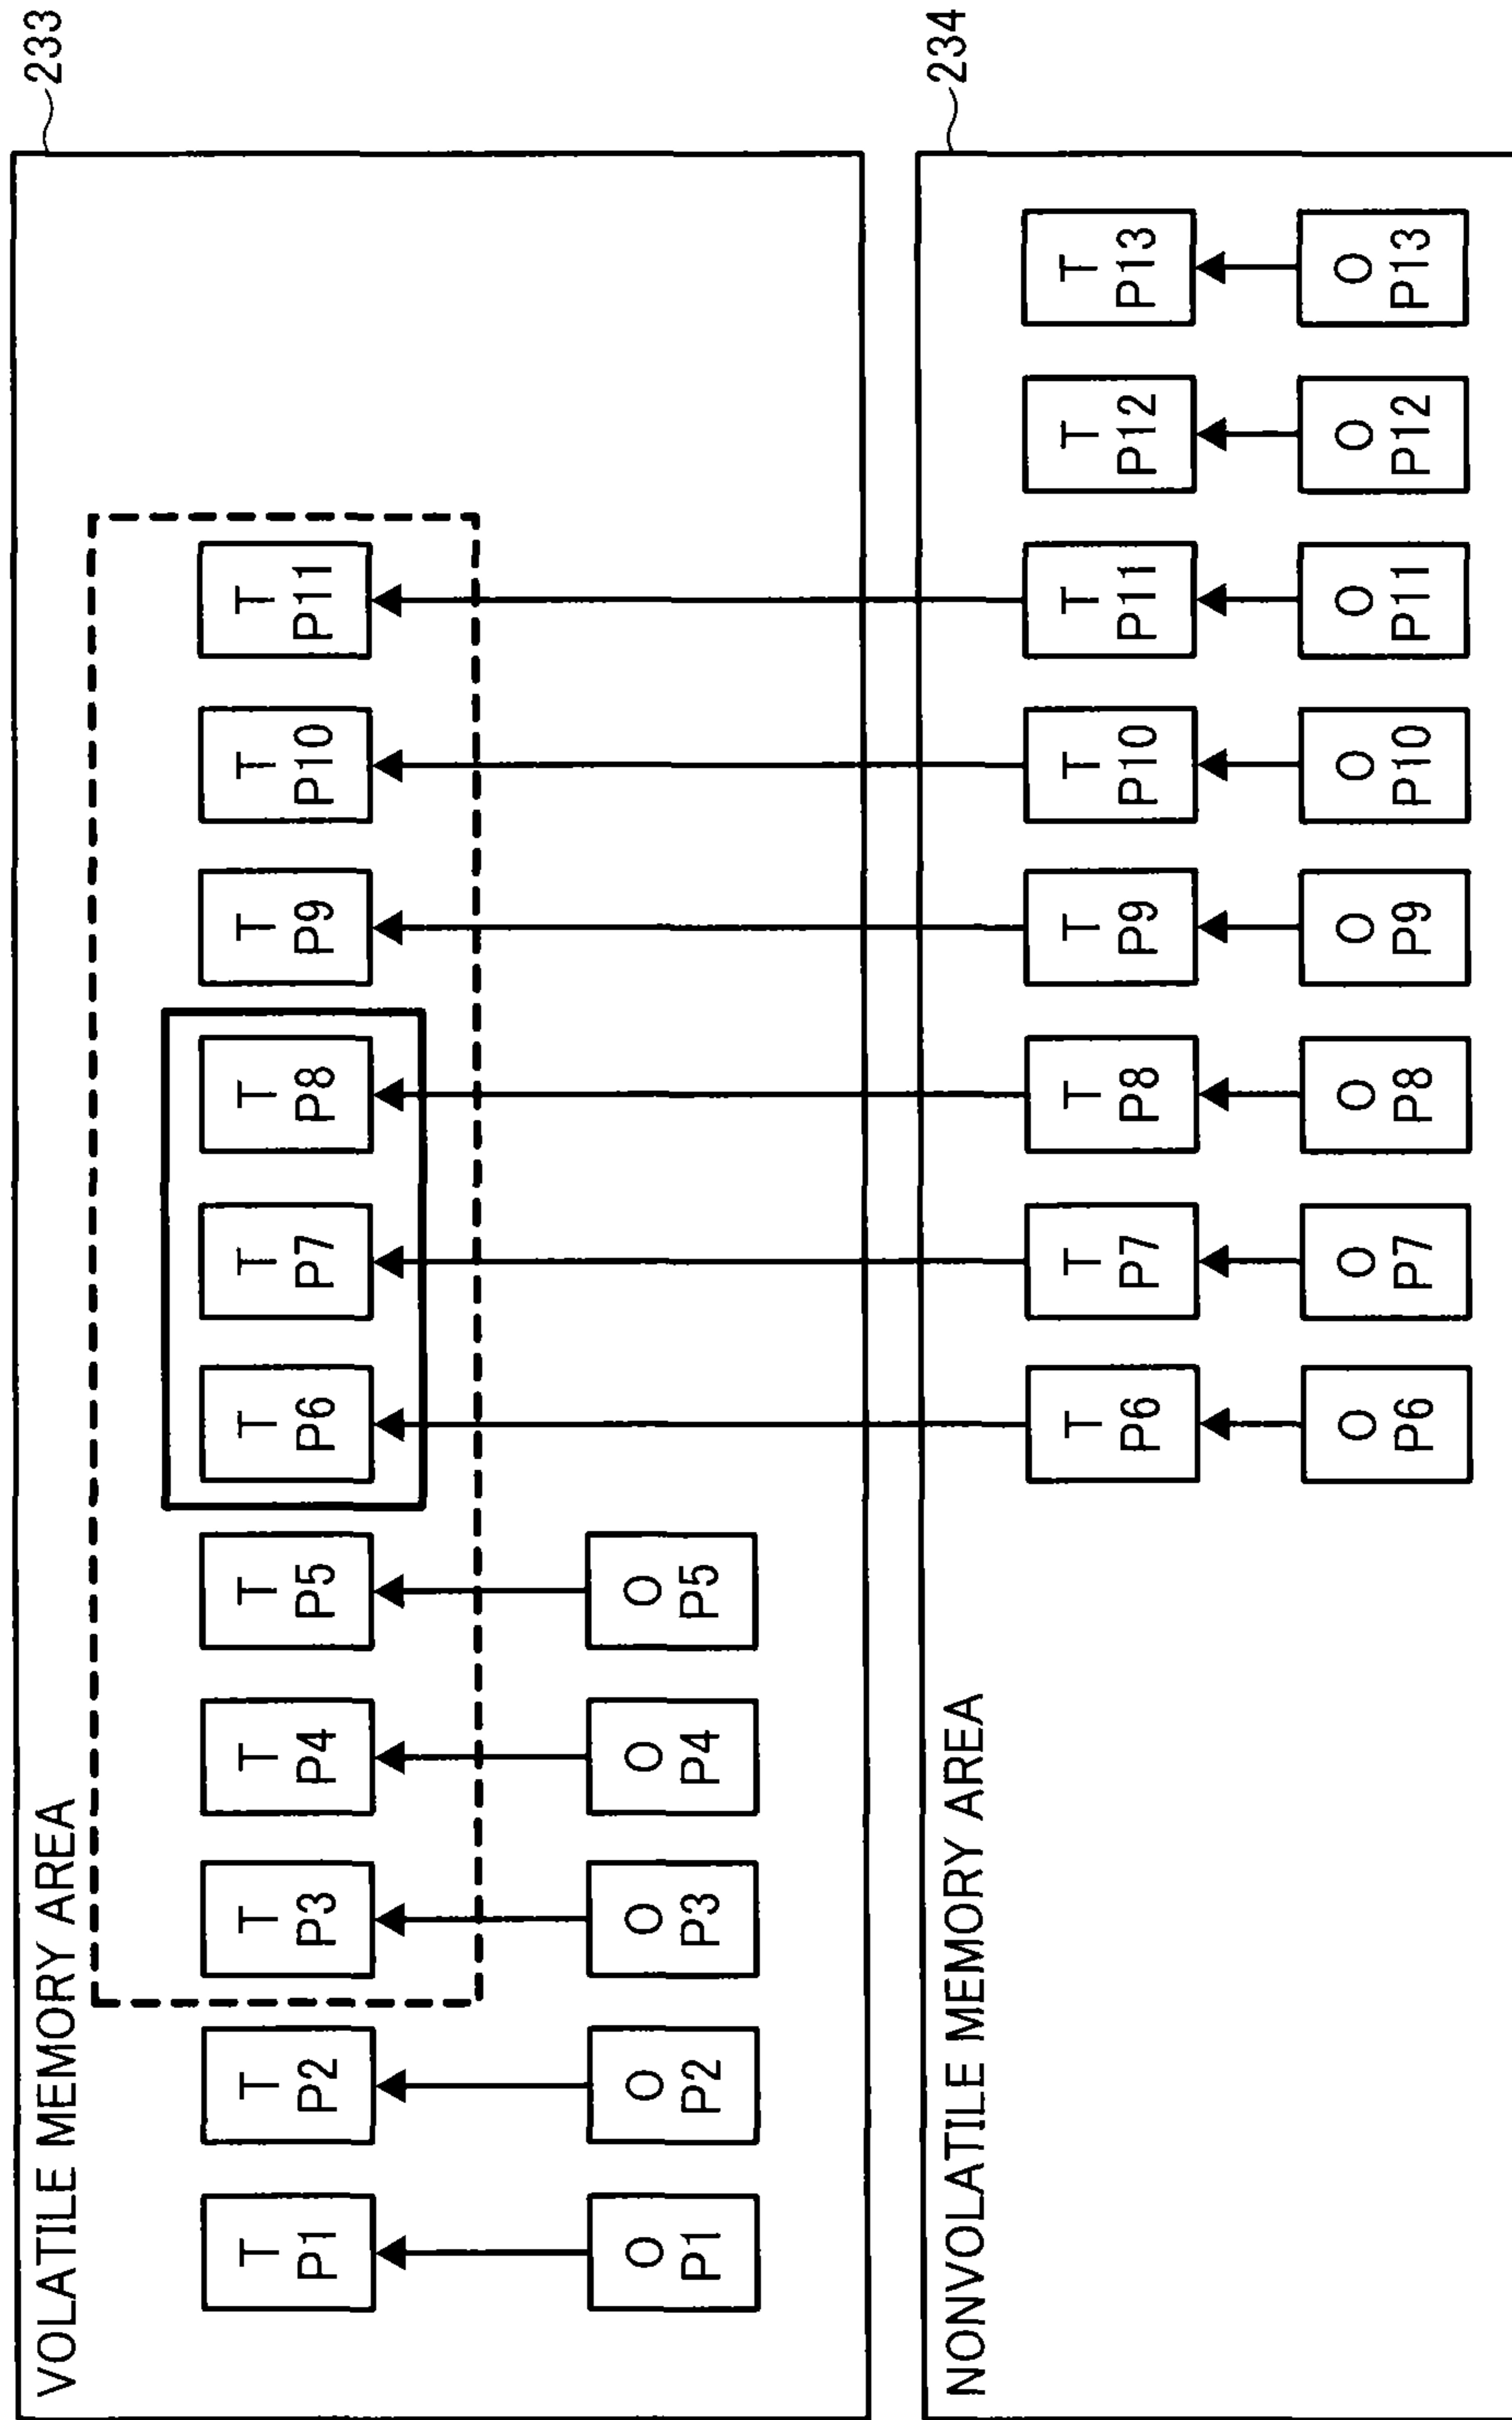 VOLATILE MEMORY AREA
233
T T T T T T T T T T T
P1 P2 P3 P4 P5 P6 P7 P8 P9 P10 P11
O O O O O
P1 P2 P3 P4 P5
NONVOLATILE MEMORY AREA
234
T T T T T T T T
P6 P7 P8 P9 P10 P11 P12 P13
O O O O O O O O
P6 P7 P8 P9 P10 P11 P12 P13